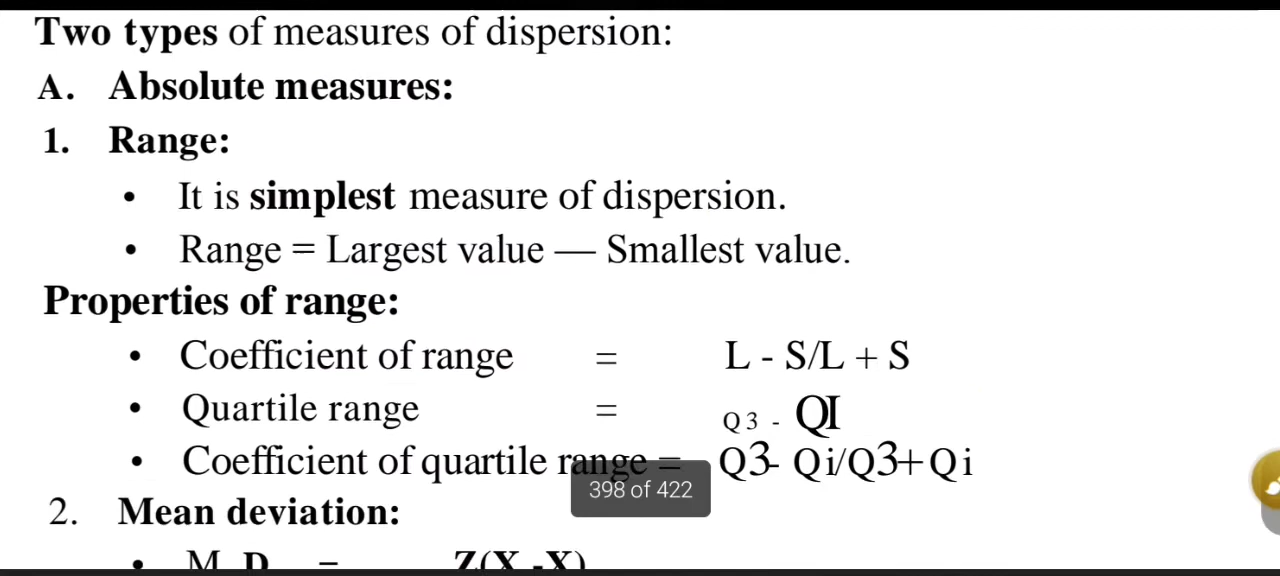 Two types of measures of dispersion:
A. Absolute measures:
1. Range:
• It is simplest measure of dispersion.
• Range = Largest value — Smallest value.
Properties of range:
• Coefficient of range = L - S/L + S
• Quartile range = Q3 - QI
• Coefficient of quartile range = Q3- Qi/Q3+Qi
398 of 422
2. Mean deviation:
• M D = Z(X -X)